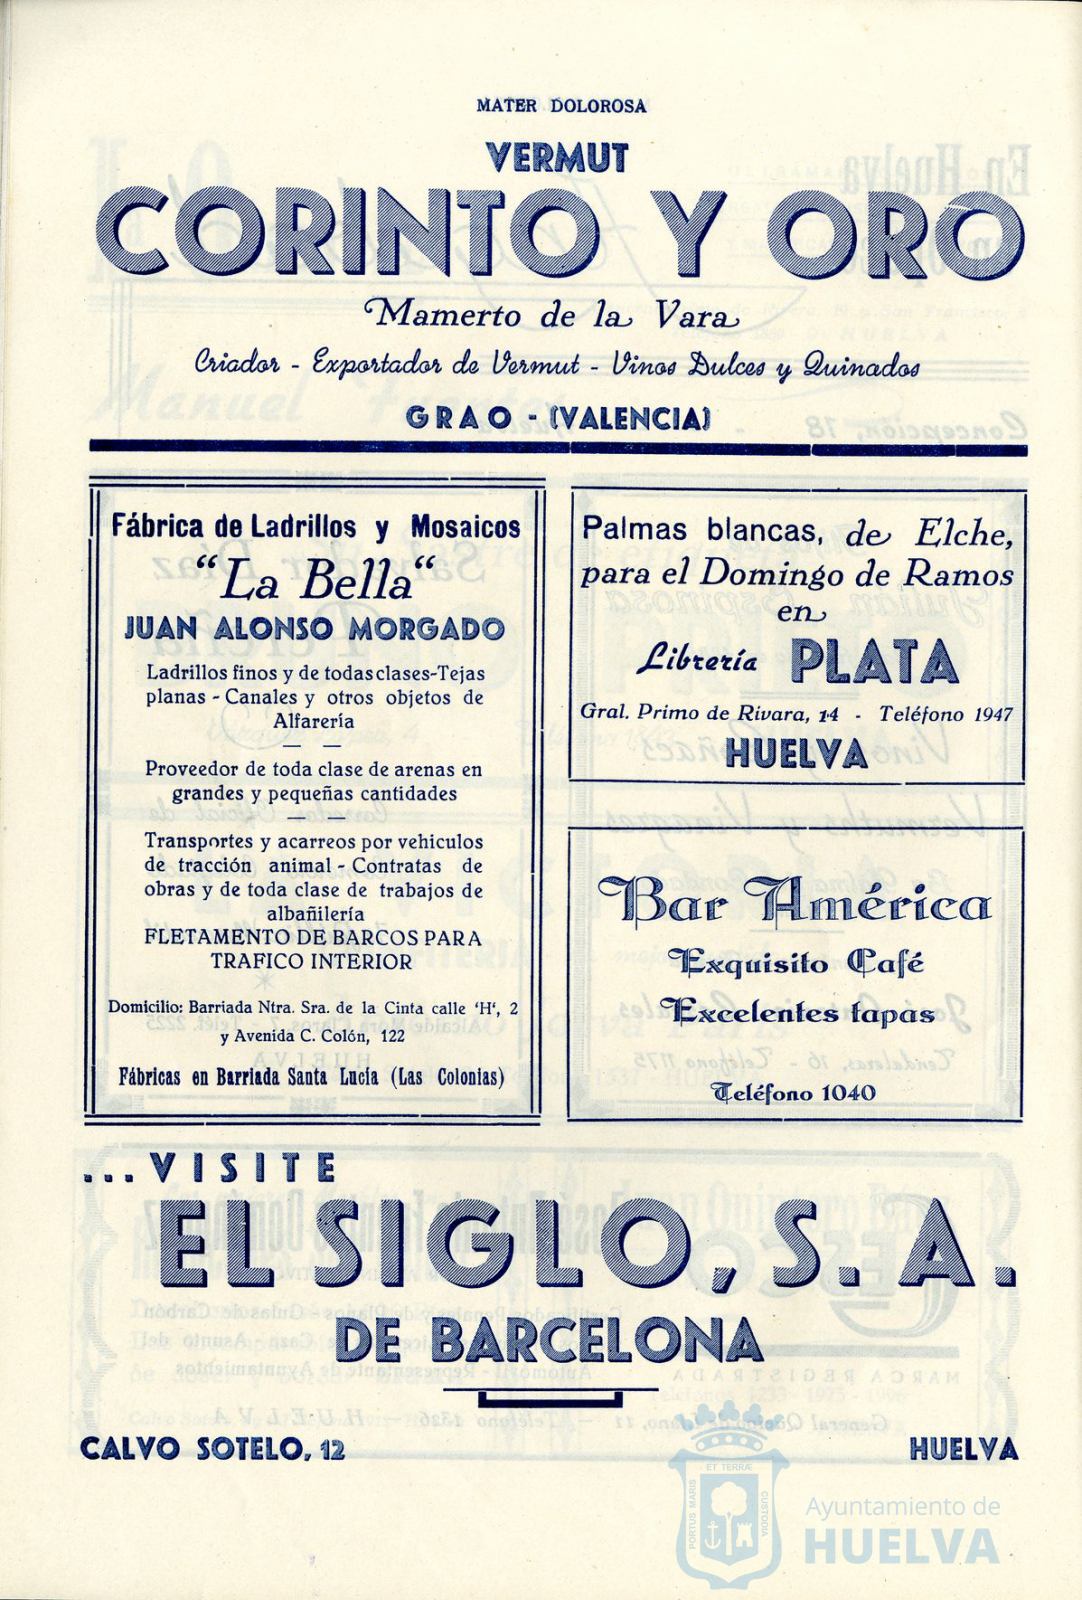 MATER DOLOROSA
VERMUT
CORINTO Y ORO
Mamerto de la Vara
Criador - Exportador de Vermut - Vinos Dulces y Quinados
GRAO - (VALENCIA)
Fábrica de Ladrillos y Mosaicos
“La Bella“
JUAN ALONSO MORGADO
Ladrillos finos y de todas clases-Tejas
planas - Canales y otros objetos de
Alfarería
— —
Proveedor de toda clase de arenas en
grandes y pequeñas cantidades
— —
Transportes y acarreos por vehiculos
de tracción animal - Contratas de
obras y de toda clase de trabajos de
albañilería
FLETAMENTO DE BARCOS PARA
TRAFICO INTERIOR
Domicilio: Barriada Ntra. Sra. de la Cinta calle ‘H‘, 2
y Avenida C. Colón, 122
Fábricas en Barriada Santa Lucía (Las Colonias)
Palmas blancas, de Elche,
para el Domingo de Ramos
en
Librería PLATA
Gral. Primo de Rivara, 14 - Teléfono 1947
HUELVA
Bar América
Exquisito Café
Excelentes tapas
Teléfono 1040
...VISITE
EL SIGLO, S. A.
DE BARCELONA
CALVO SOTELO, 12 HUELVA
PORTUS MARIS ET TERRÆ CUSTODIA
Ayuntamiento de
HUELVA